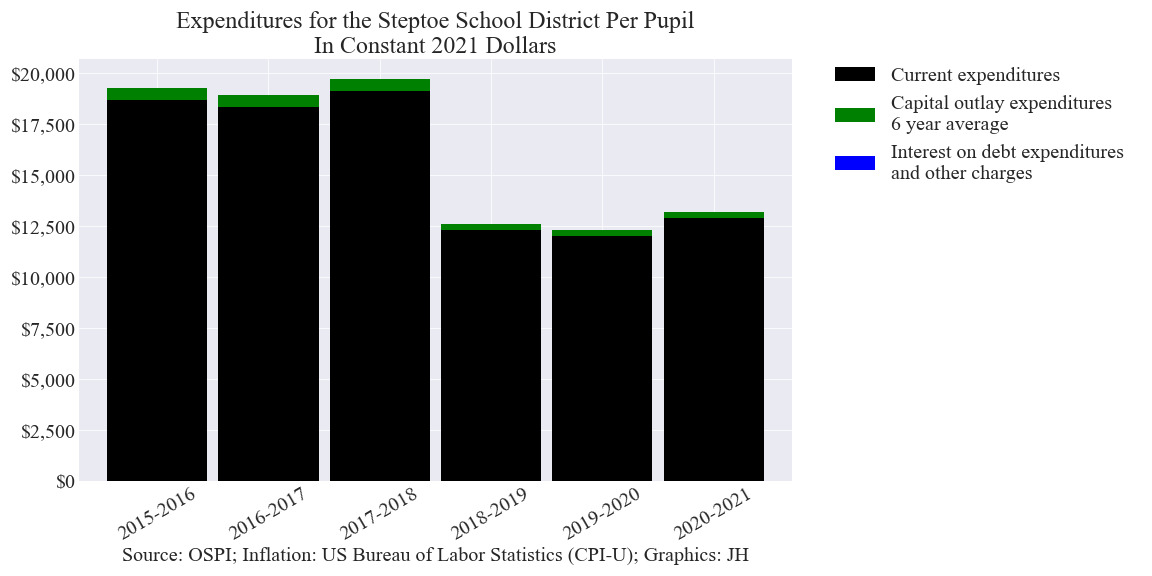 Expenditures for the Steptoe School District Per Pupil
In Constant 2021 Dollars
$20,000
$17,500
$15,000
$12,500
$10,000
$7,500
$5,000
$2,500
$0
2015-2016
2016-2017
2017-2018
2018-2019
2019-2020
2020-2021
Current expenditures
Capital outlay expenditures
6 year average
Interest on debt expenditures
and other charges
Source: OSPI; Inflation: US Bureau of Labor Statistics (CPI-U); Graphics: JH